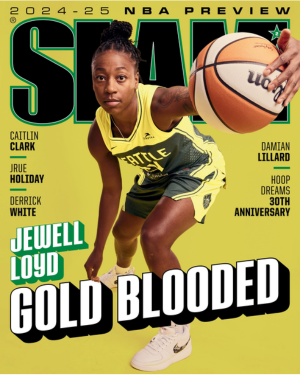 2024-25 NBA PREVIEW
SLAM
CAITLIN
CLARK
JRUE
HOLIDAY
DERRICK
WHITE
DAMIAN
LILLARD
HOOP
DREAMS
30TH
ANNIVERSARY
SEATTLE
JEWELL
LOYD
GOLD BLOODED